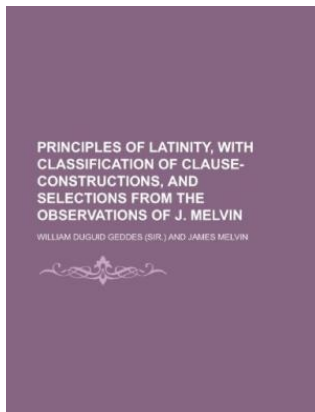 PRINCIPLES OF LATINITY, WITH
CLASSIFICATION OF CLAUSE-
CONSTRUCTIONS, AND
SELECTIONS FROM THE
OBSERVATIONS OF J. MELVIN
WILLIAM DUGUID GEDDES (SIR.) AND JAMES MELVIN